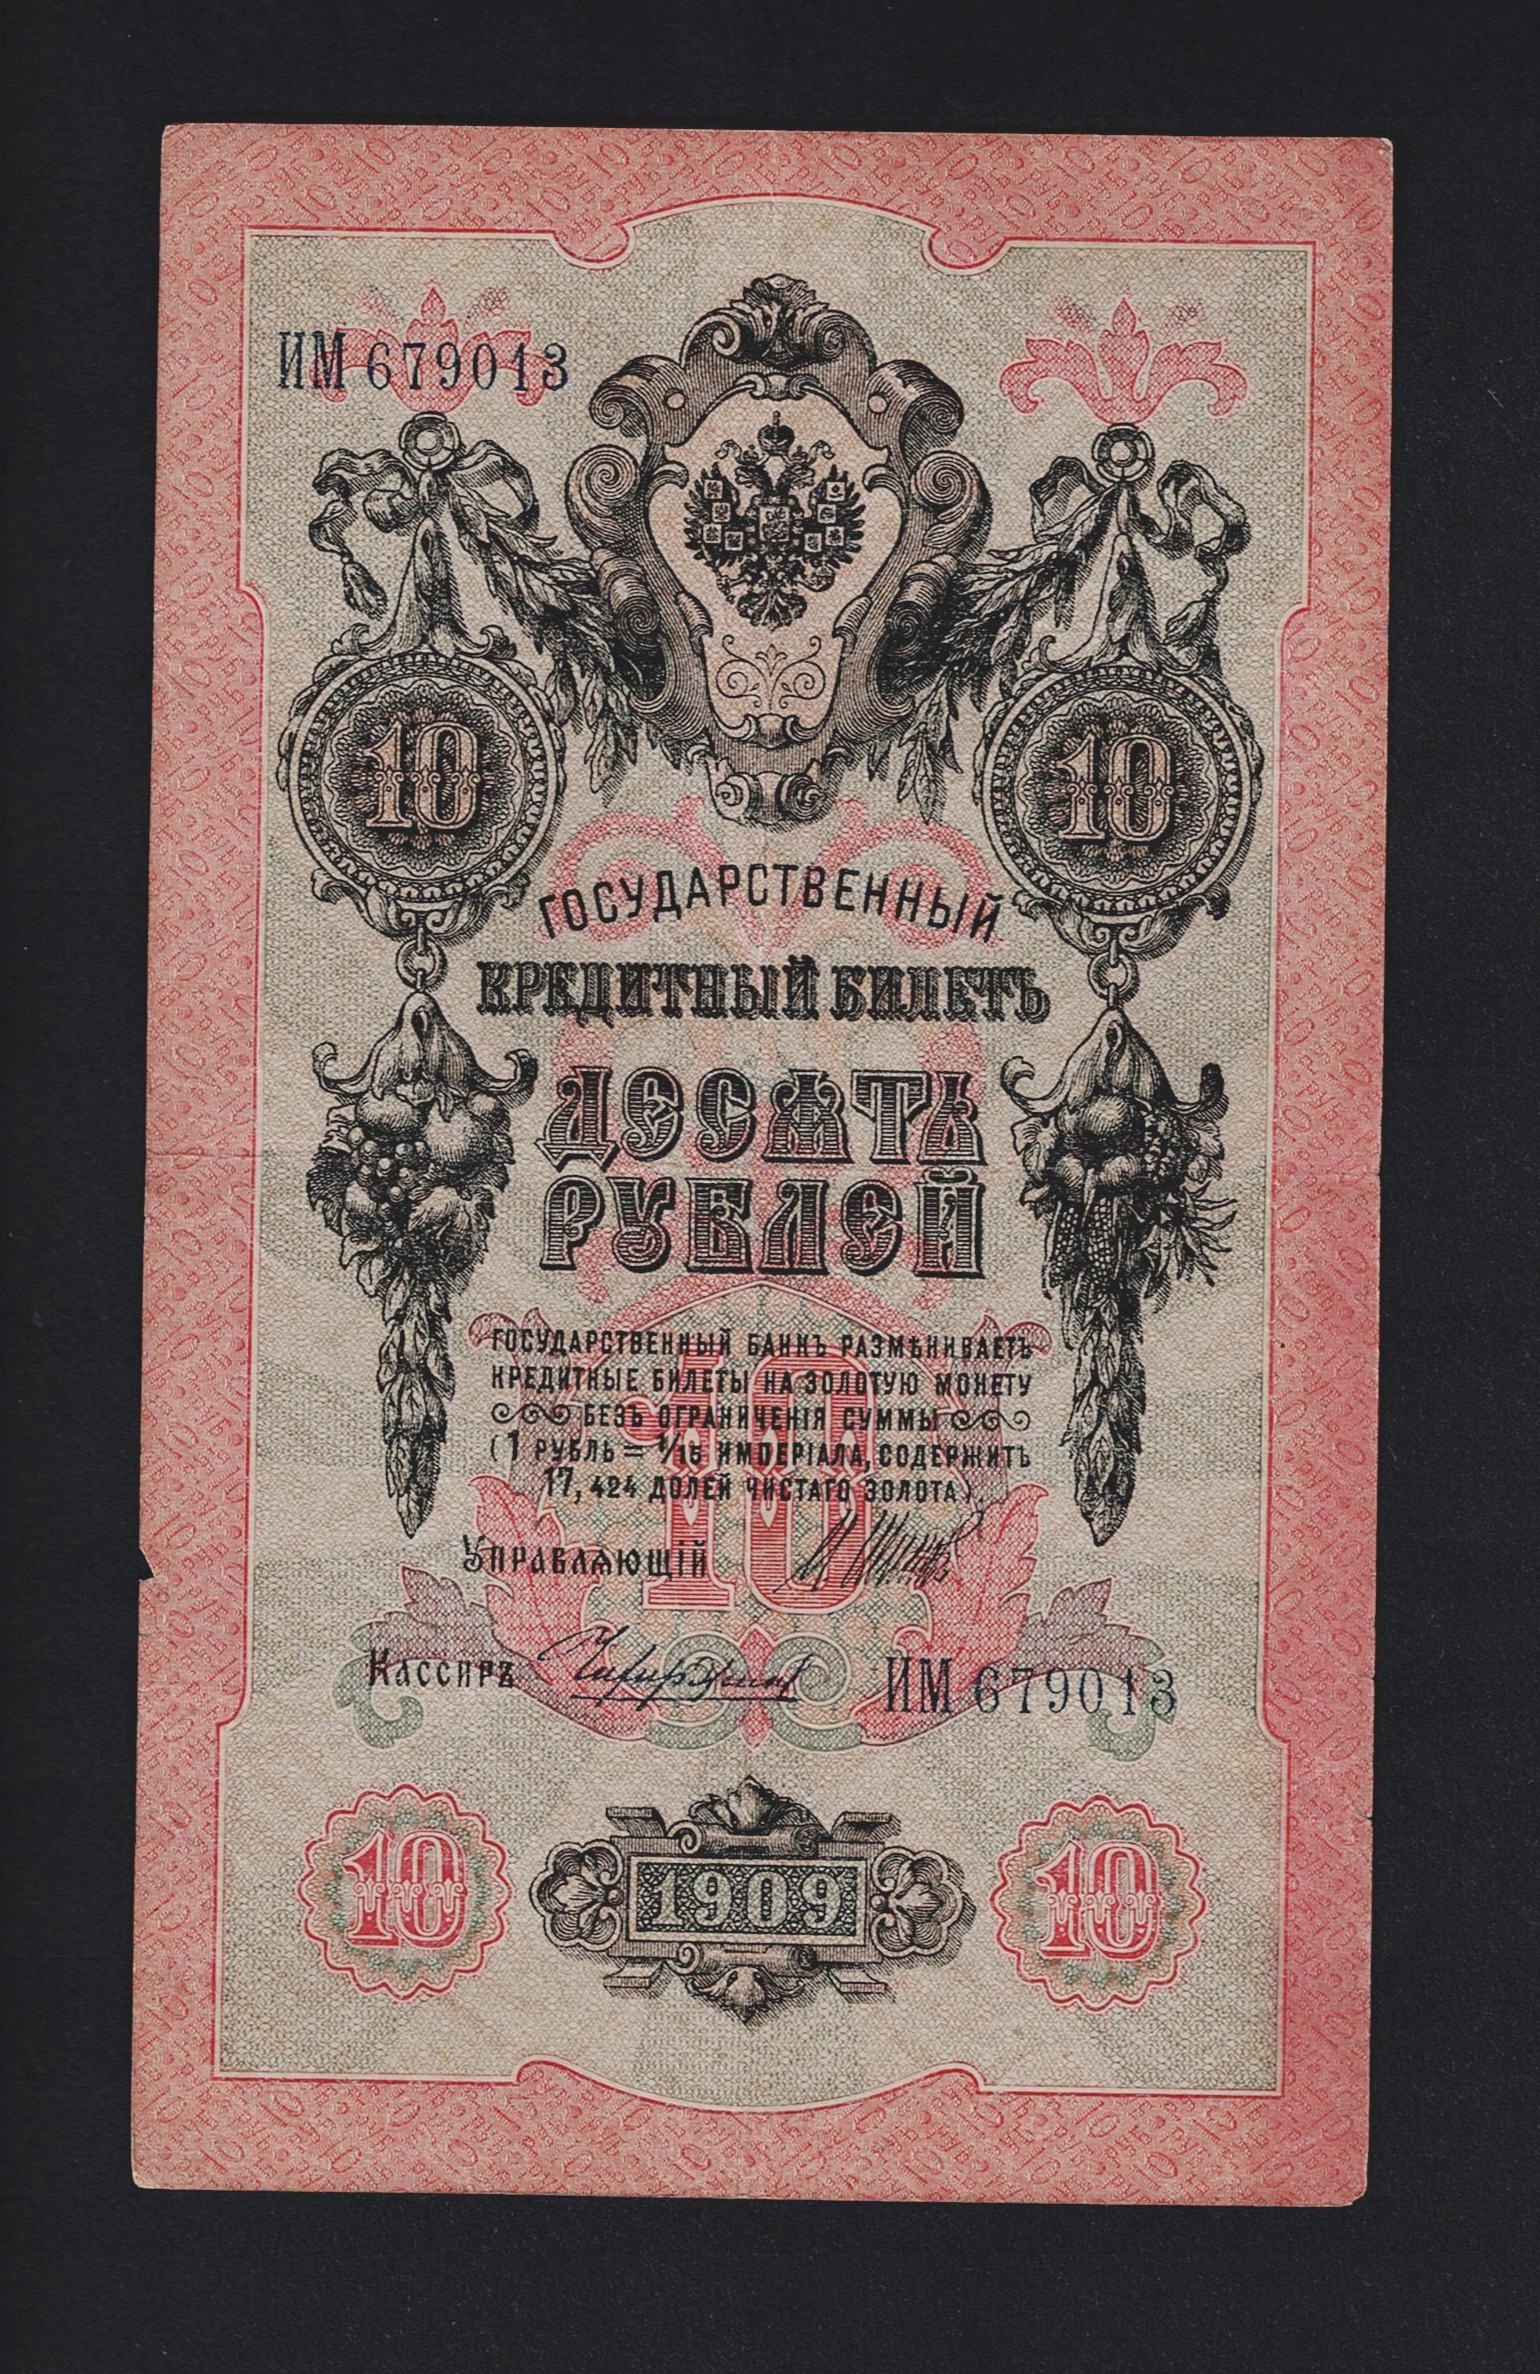 ИМ 679013
10 10
ГОСУДАРСТВЕННЫЙ
КРЕДИТНЫЙ БИЛЕТЪ
ДЕСЯТЬ
РУБЛЕЙ
ГОСУДАРСТВЕННЫЙ БАНКЪ РАЗМѢНИВАЕТЪ
КРЕДИТНЫЕ БИЛЕТЫ НА ЗОЛОТУЮ МОНЕТУ
БЕЗЪ ОГРАНИЧЕНІЯ СУММЫ
(1 РУБЛЬ = 1/15 ИМПЕРІАЛА, СОДЕРЖИТЪ
17,424 ДОЛЕЙ ЧИСТАГО ЗОЛОТА).
10
УПРАВЛЯЮЩІЙ
КАССИРЪ
ИМ 679013
10 1909 10